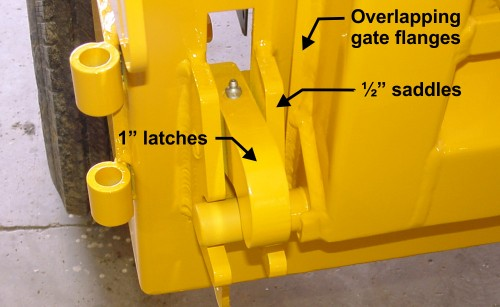 Overlapping
gate flanges
½” saddles
1” latches